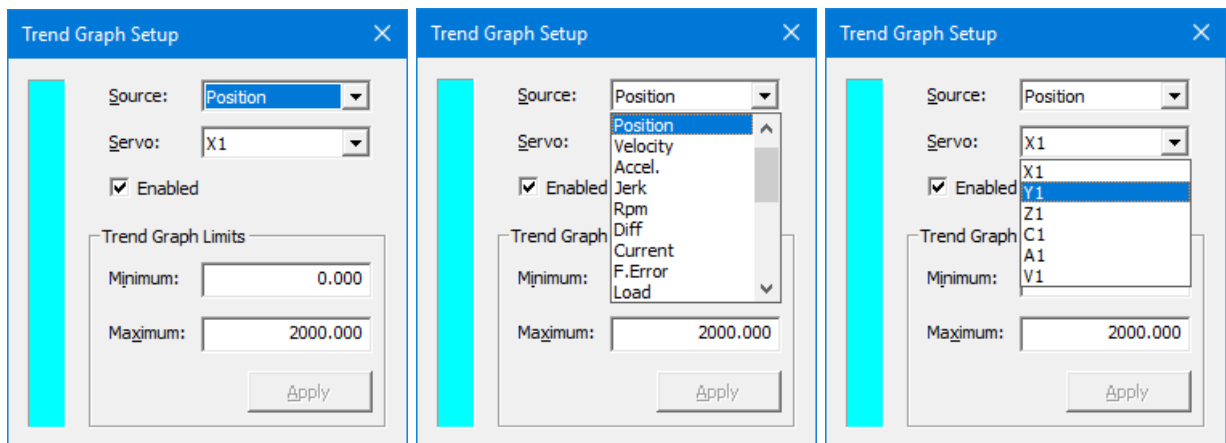 Trend Graph Setup
Source: Position
Servo: X1
Enabled
Trend Graph Limits
Minimum: 0.000
Maximum: 2000.000
Apply
Trend Graph Setup
Source: Position
Position
Servo:
Velocity
Accel.
Enabled Jerk
Rpm
Trend Graph Diff
Current
Minimum: F.Error
Load
Maximum: 2000.000
Apply
Trend Graph Setup
Source: Position
Servo: X1
X1
Enabled Y1
Z1
Trend Graph C1
A1
Minimum: V1
Maximum: 2000.000
Apply